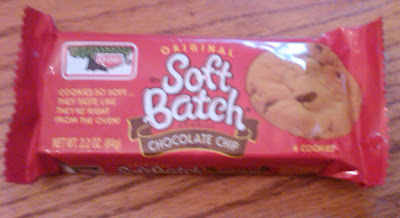 Keebler
ORIGINAL
Soft
Batch
CHOCOLATE CHIP
COOKIES SO SOFT...
THEY TASTE LIKE
THEY'RE RIGHT
FROM THE OVEN!
NET WT. 2.2 OZ. (64g)
4 COOKIES
Soft Batch